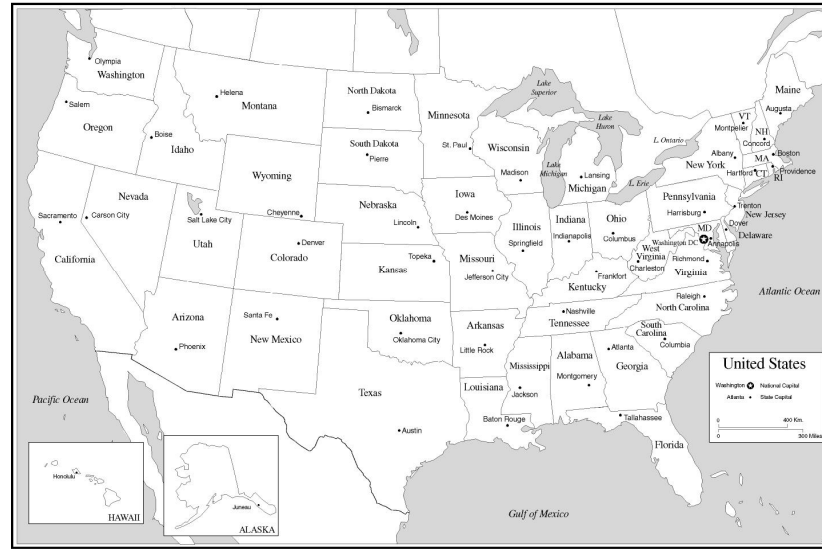 Olympia
Washington
Salem
Oregon
Helena
Montana
Boise
Idaho
North Dakota
Bismarck
South Dakota
Pierre
Minnesota
St. Paul
Wisconsin
Madison
Lake
Superior
Lake
Huron
Lake
Michigan
Lansing
Michigan
L. Ontario
L. Erie
Maine
Augusta
VT
Montpelier
NH
Concord
Albany
New York
Boston
MA
Hartford
CT
RI
Providence
Wyoming
Cheyenne
Nevada
Sacramento
Carson City
California
Salt Lake City
Utah
Denver
Colorado
Nebraska
Lincoln
Topeka
Kansas
Iowa
Des Moines
Illinois
Springfield
Indiana
Indianapolis
Ohio
Columbus
Pennsylvania
Harrisburg
Trenton
New Jersey
Dover
Delaware
MD
Annapolis
Washington DC
West
Virginia
Charleston
Richmond
Virginia
Missouri
Jefferson City
Frankfort
Kentucky
Raleigh
North Carolina
Nashville
Tennessee
South
Carolina
Columbia
Arizona
Phoenix
Santa Fe
New Mexico
Oklahoma
Oklahoma City
Arkansas
Little Rock
Mississippi
Jackson
Alabama
Montgomery
Atlanta
Georgia
Texas
Austin
Louisiana
Baton Rouge
Tallahassee
Florida
Atlantic Ocean
Pacific Ocean
Gulf of Mexico
Honolulu
HAWAII
Juneau
ALASKA
United States
Washington National Capital
Atlanta State Capital
0 400 Km.
0 300 Miles